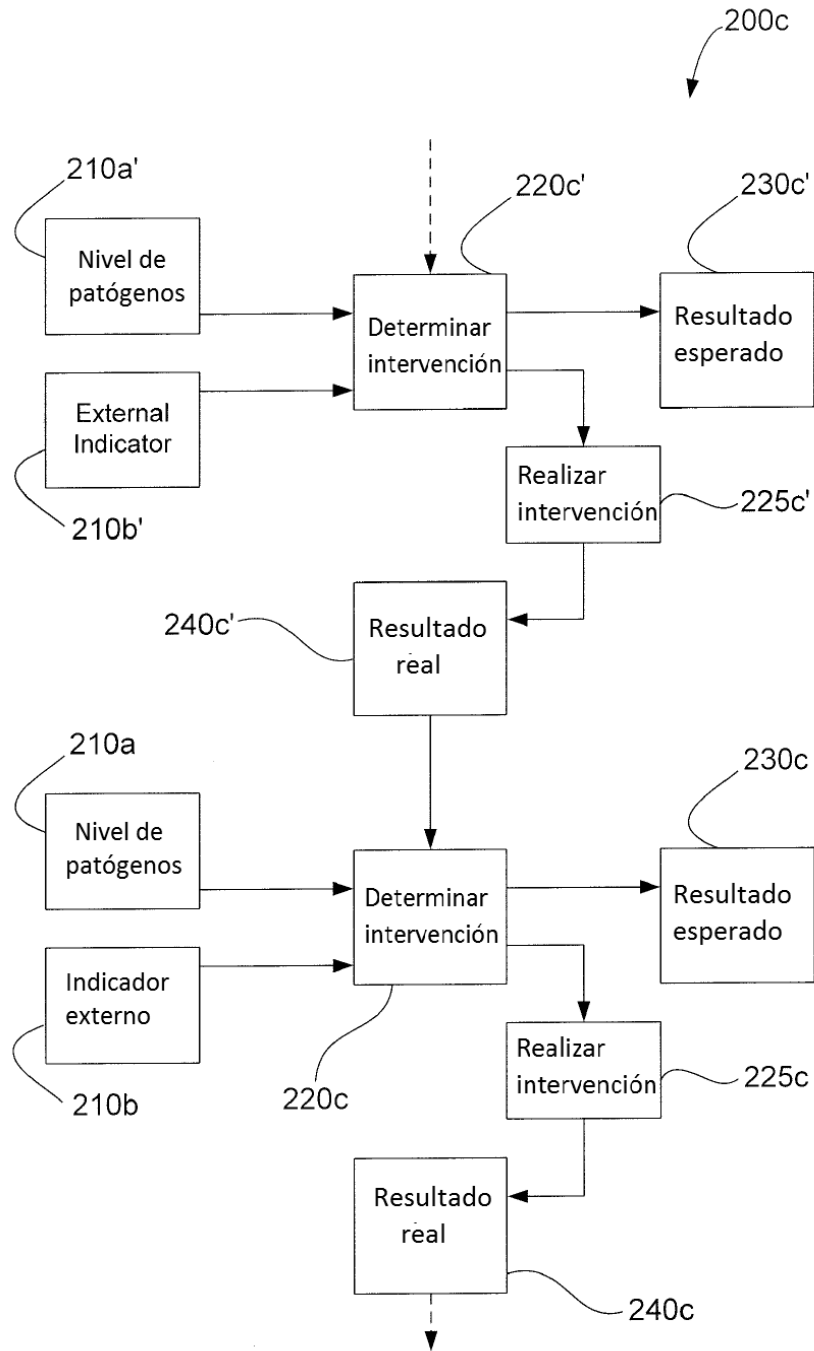 200c
210a'
220c'
230c'
Nivel de
patógenos
Determinar
intervención
Resultado
esperado
External
Indicator
210b'
Realizar
intervención
225c'
240c'
Resultado
real
210a
230c
Nivel de
patógenos
Determinar
intervención
Resultado
esperado
Indicador
externo
210b
220c
Realizar
intervención
225c
Resultado
real
240c